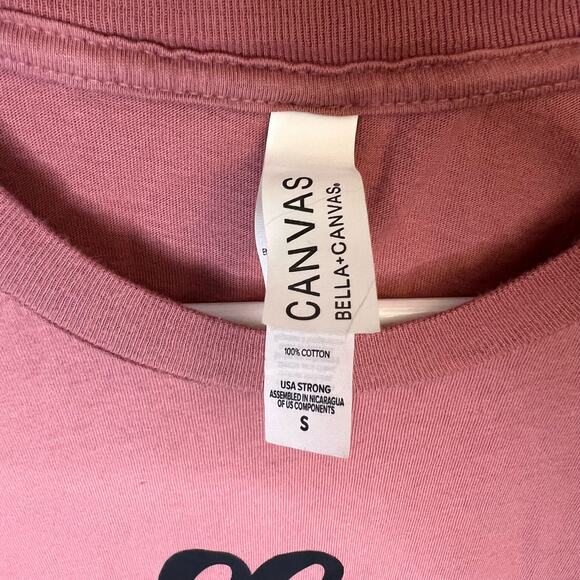 CANVAS
BELLA+CANVAS®
100% COTTON
USA STRONG
ASSEMBLED IN NICARAGUA
OF US COMPONENTS
S